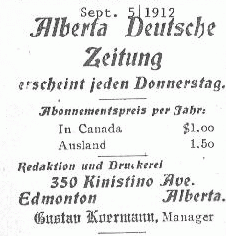 Sept. 5 1912
Alberta Deutsche
Zeitung
erscheint jeden Donnerstag.
Abonnementspreis per Jahr:
In Canada $1.00
Ausland 1.50
Redaktion und Druckerei
350 Kinistino Ave.
Edmonton Alberta.
Gustav Koermann, Manager